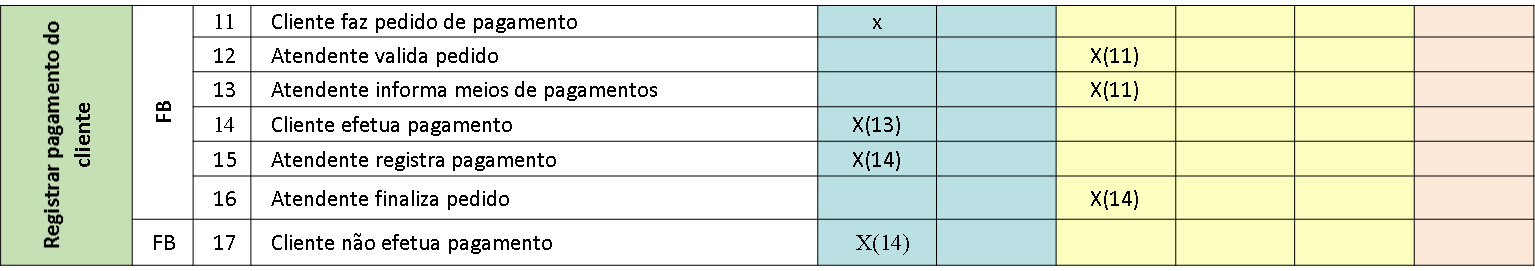 Registrar pagamento do
cliente
FB
11 Cliente faz pedido de pagamento x
12 Atendente valida pedido X(11)
13 Atendente informa meios de pagamentos X(11)
14 Cliente efetua pagamento X(13)
15 Atendente registra pagamento X(14)
16 Atendente finaliza pedido X(14)
FB 17 Cliente não efetua pagamento X(14)